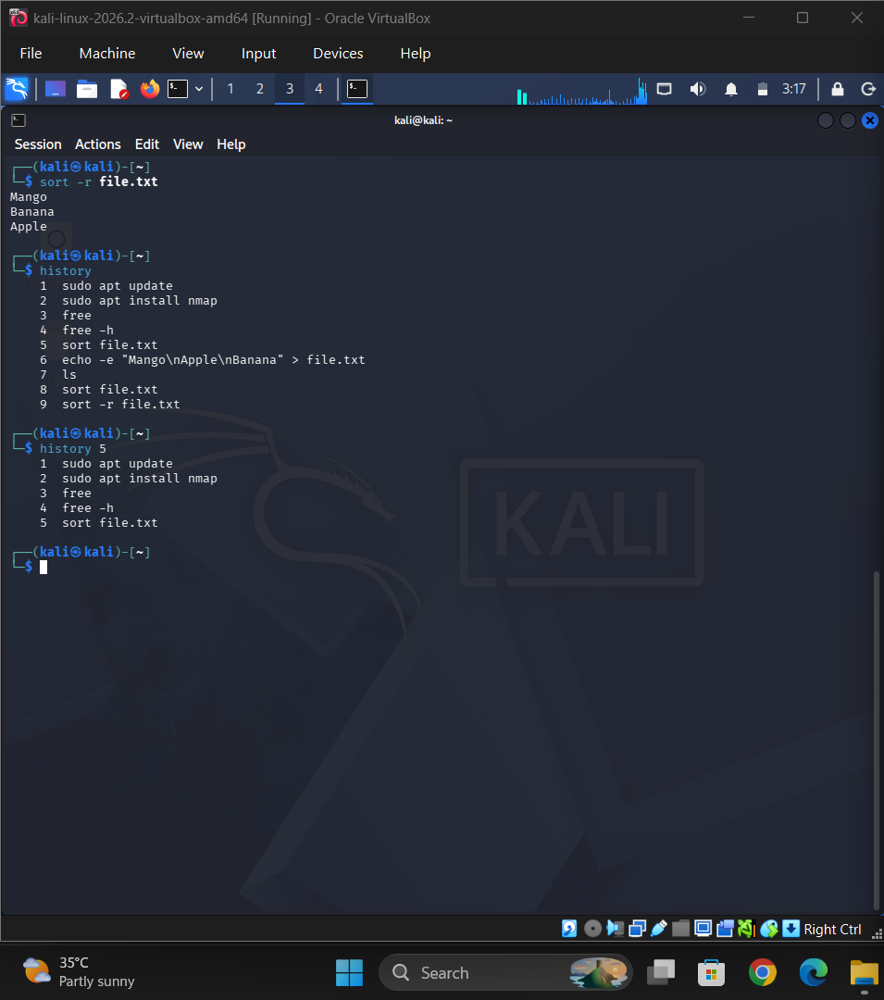 kali-linux-2026.2-virtualbox-amd64 [Running] - Oracle VirtualBox
File Machine View Input Devices Help
1 2 3 4 3:17
kali@kali: ~
Session Actions Edit View Help
┌──(kali㉿kali)-[~]
└─$ sort -r file.txt
Mango
Banana
Apple
┌──(kali㉿kali)-[~]
└─$ history
1 sudo apt update
2 sudo apt install nmap
3 free
4 free -h
5 sort file.txt
6 echo -e "Mango\nApple\nBanana" > file.txt
7 ls
8 sort file.txt
9 sort -r file.txt
┌──(kali㉿kali)-[~]
└─$ history 5
1 sudo apt update
2 sudo apt install nmap
3 free
4 free -h
5 sort file.txt
┌──(kali㉿kali)-[~]
└─$
KALI
Right Ctrl
35°C
Partly sunny
Search